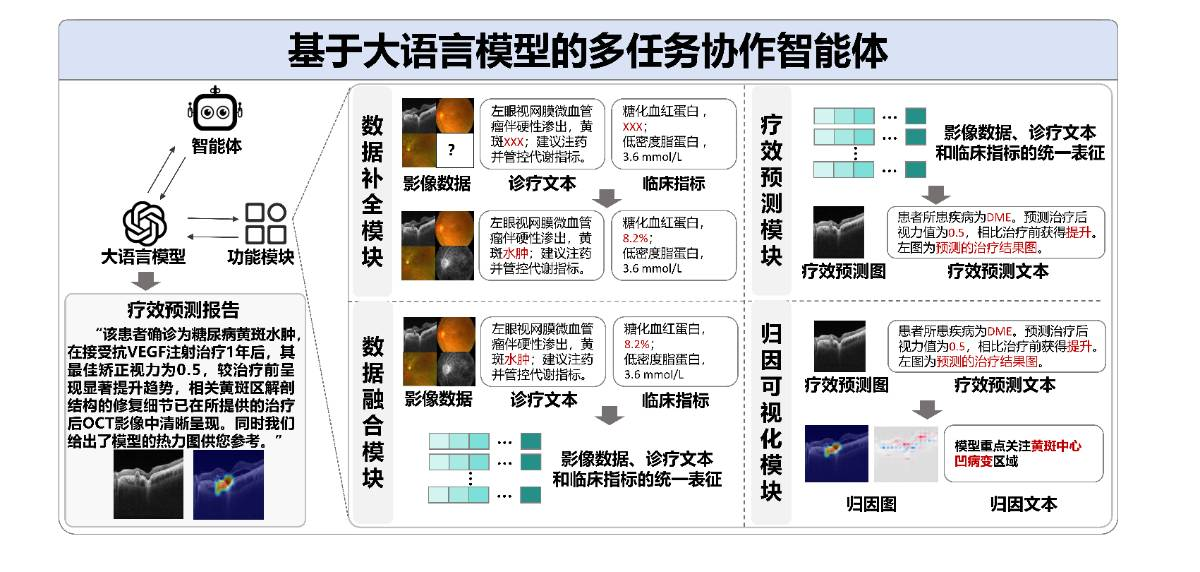 基于大语言模型的多任务协作智能体
智能体
大语言模型
功能模块
疗效预测报告
“该患者确诊为糖尿病黄斑水肿，
在接受抗VEGF注射治疗1年后，其
最佳矫正视力为0.5，较治疗前呈
现显著提升趋势，相关黄斑区解剖
结构的修复细节已在所提供的治疗
后OCT影像中清晰呈现。同时我们
给出了模型的热力图供您参考。”
数据补全模块
?
左眼视网膜微血管
瘤伴硬性渗出，黄
斑XXX；建议注药
并管控代谢指标。
糖化血红蛋白，
XXX；
低密度脂蛋白，
3.6 mmol/L
影像数据
诊疗文本
临床指标
左眼视网膜微血管
瘤伴硬性渗出，黄
斑水肿；建议注药
并管控代谢指标。
糖化血红蛋白，
8.2%；
低密度脂蛋白，
3.6 mmol/L
数据融合模块
左眼视网膜微血管
瘤伴硬性渗出，黄
斑水肿；建议注药
并管控代谢指标。
糖化血红蛋白，
8.2%；
低密度脂蛋白，
3.6 mmol/L
影像数据
诊疗文本
临床指标
影像数据、诊疗文本
和临床指标的统一表征
疗效预测模块
影像数据、诊疗文本
和临床指标的统一表征
患者所患疾病为DME。预测治疗后
视力值为0.5，相比治疗前获得提升。
左图为预测的治疗结果图。
疗效预测图
疗效预测文本
归因可视化模块
患者所患疾病为DME。预测治疗后
视力值为0.5，相比治疗前获得提升。
左图为预测的治疗结果图。
疗效预测图
疗效预测文本
模型重点关注黄斑中心
凹病变区域
归因图
归因文本